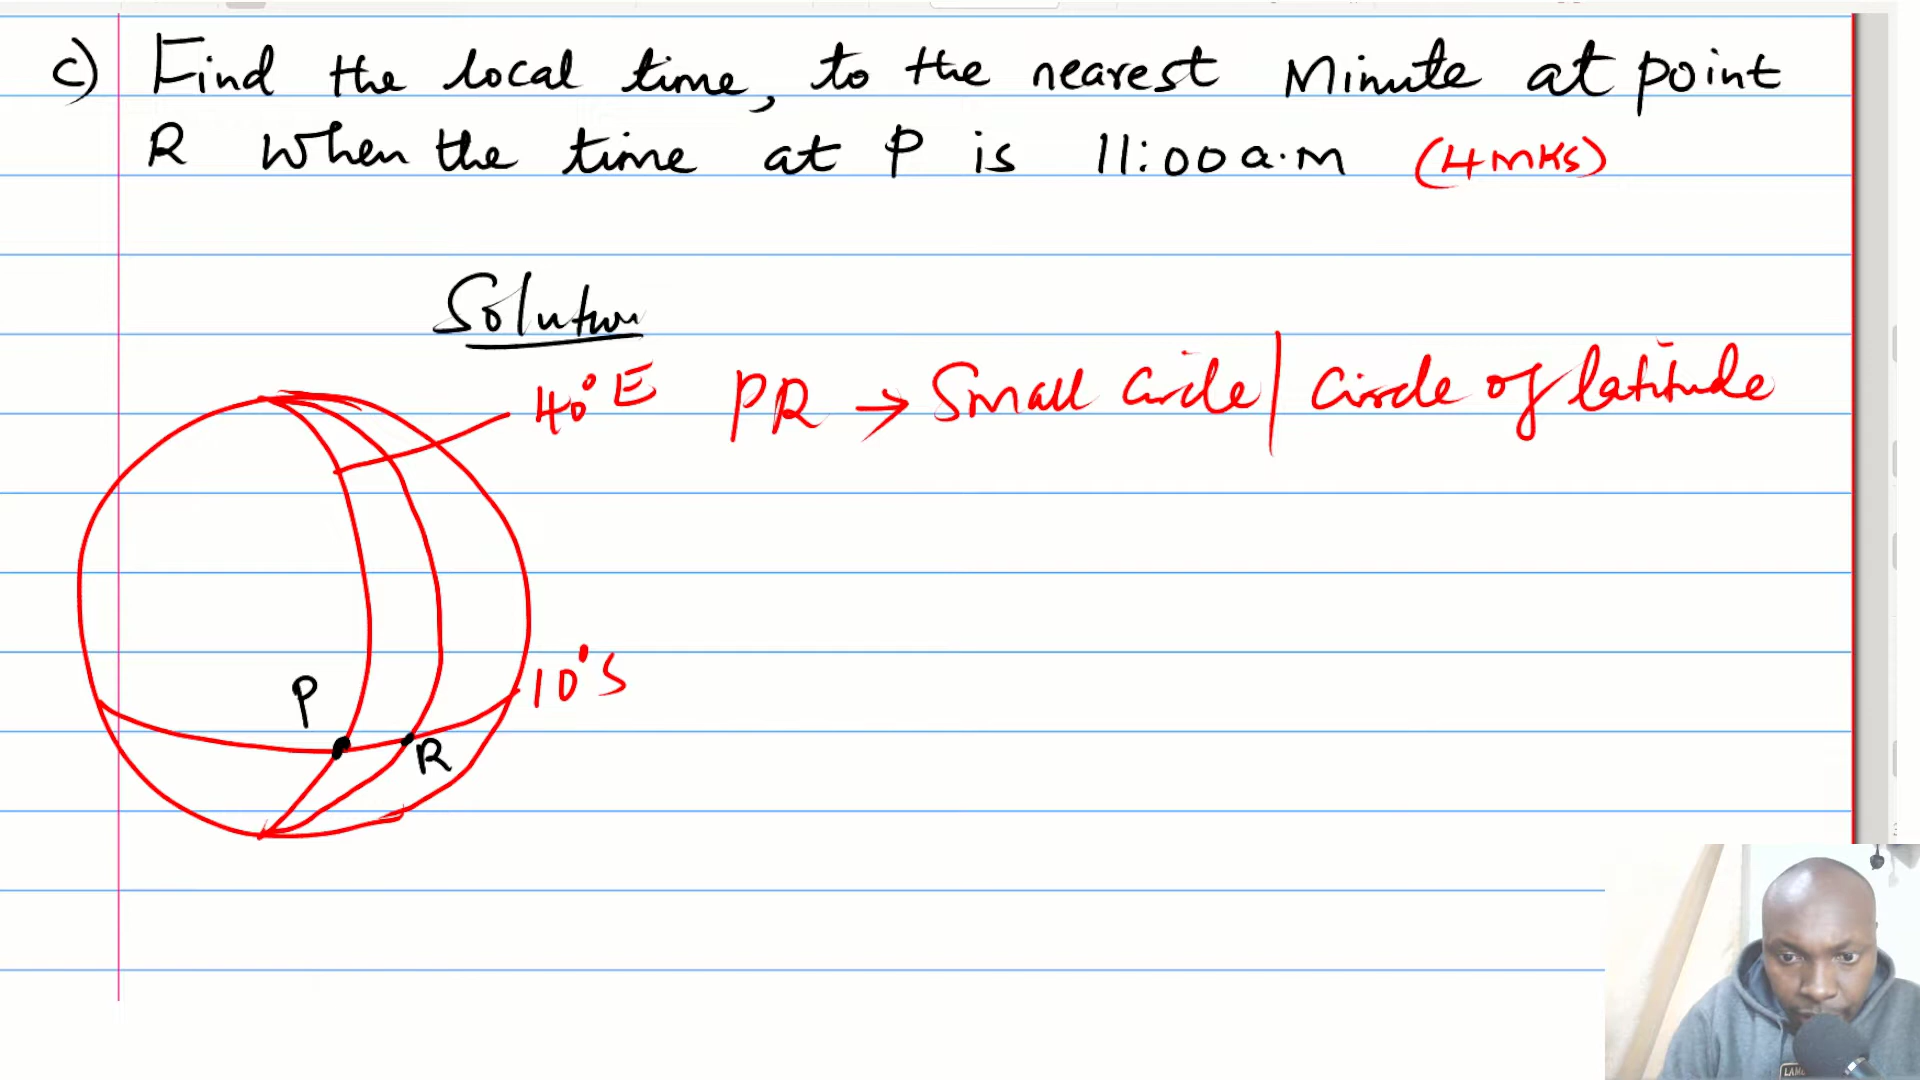 c) Find the local time, to the nearest Minute at point
R When the time at P is 11:00 a.m (4mks)
Solution
40°E PR → Small Circle | Circle of latitude
P
10°S
R